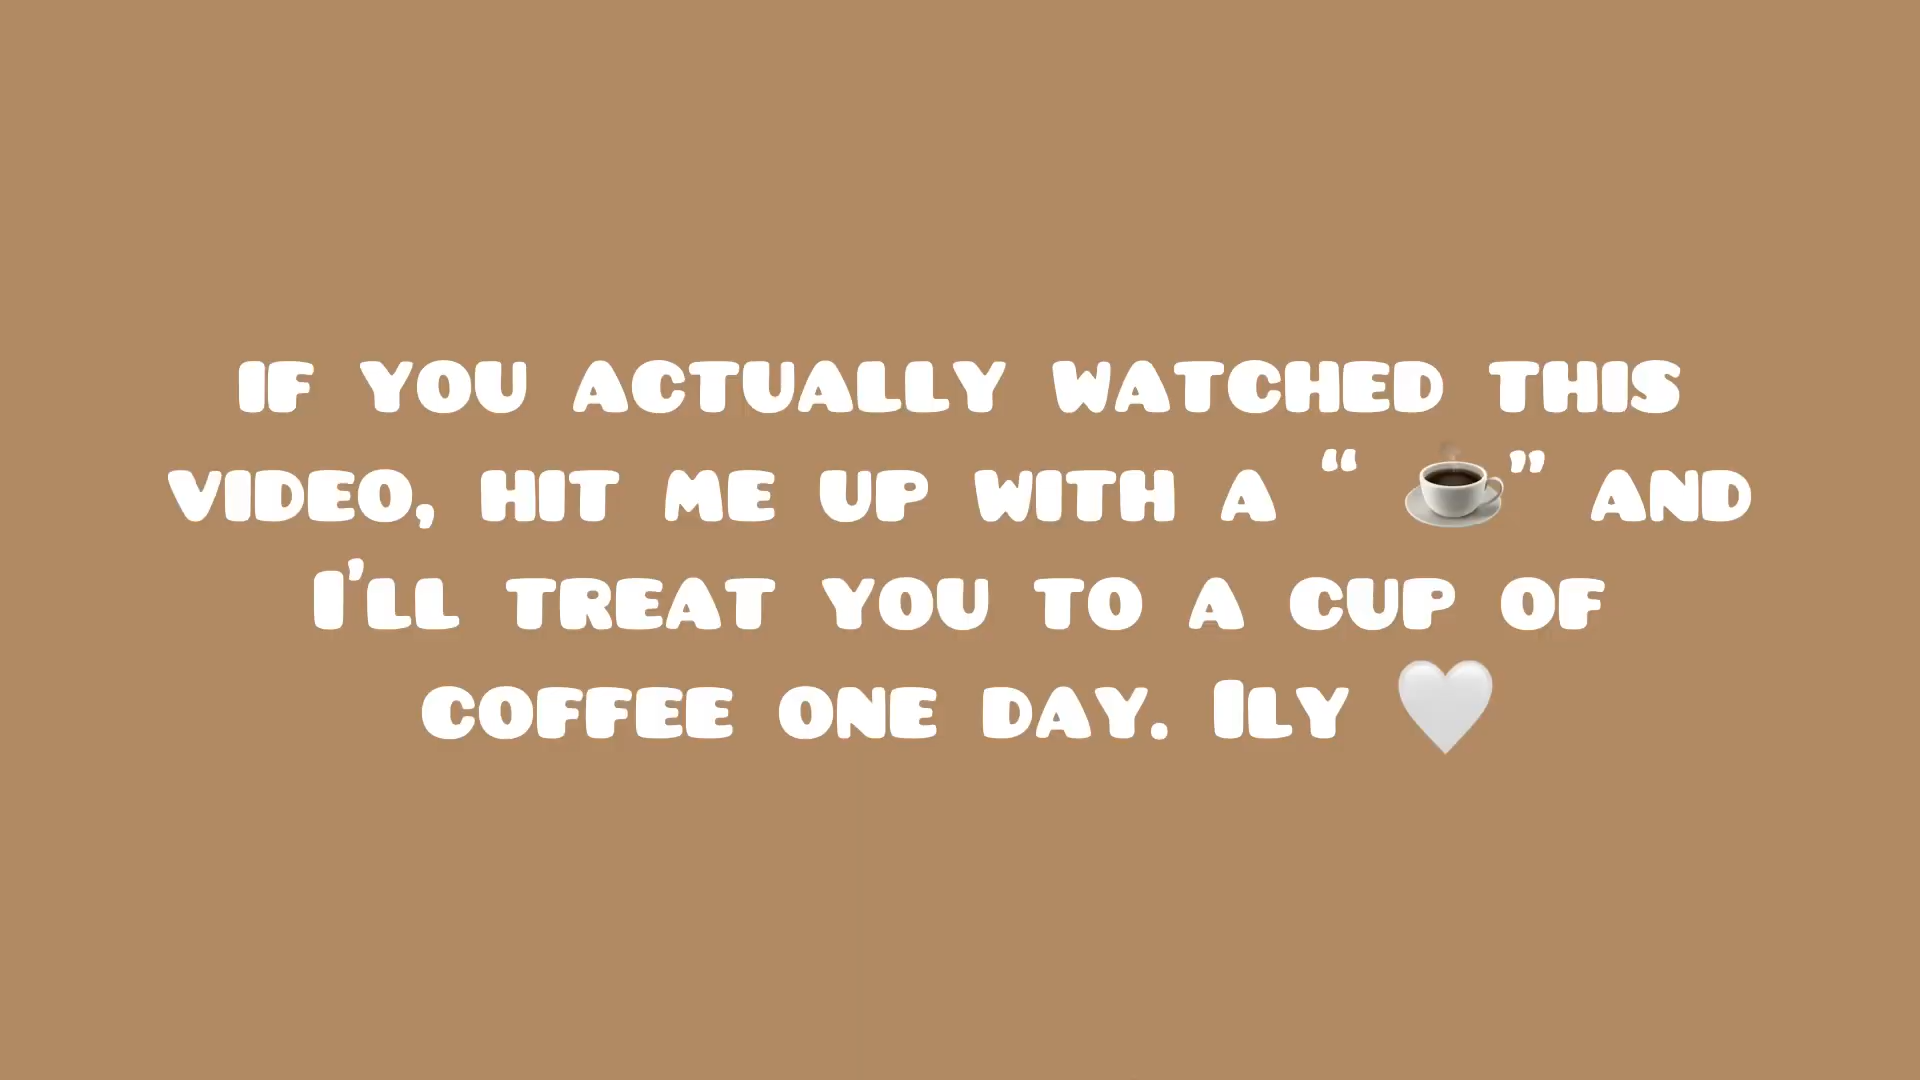 if you actually watched this
video, hit me up with a “ ☕” and
I’ll treat you to a cup of
coffee one day. Ily 🤍